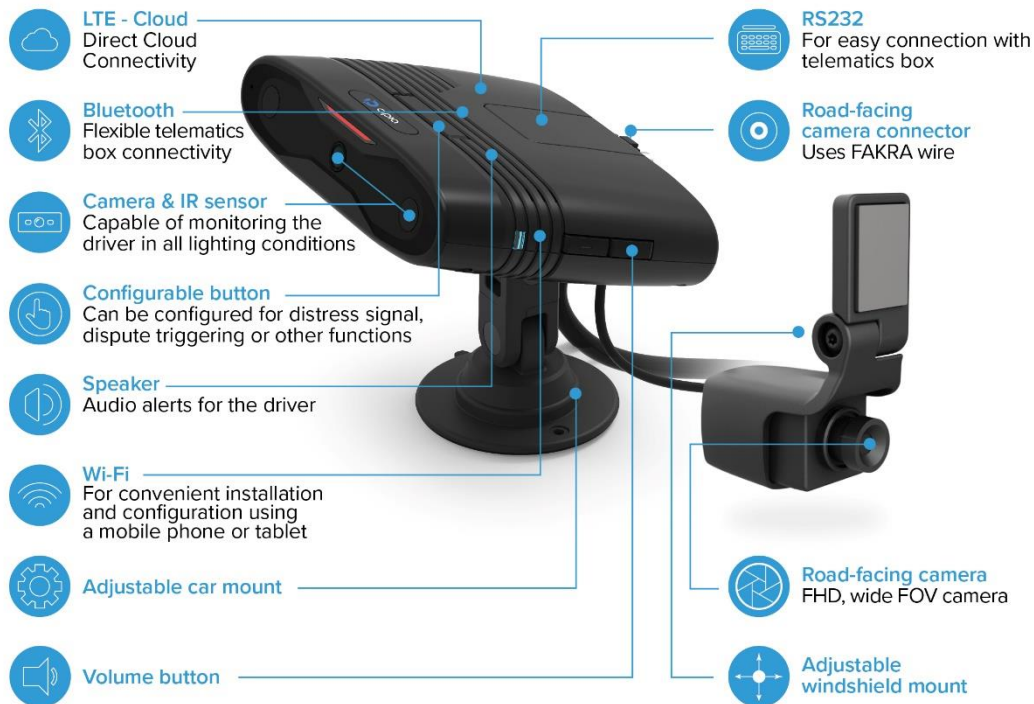 LTE - Cloud
Direct Cloud
Connectivity
Bluetooth
Flexible telematics
box connectivity
Camera & IR sensor
Capable of monitoring the
driver in all lighting conditions
Configurable button
Can be configured for distress signal,
dispute triggering or other functions
Speaker
Audio alerts for the driver
Wi-Fi
For convenient installation
and configuration using
a mobile phone or tablet
Adjustable car mount
Volume button
cipia
RS232
For easy connection with
telematics box
Road-facing
camera connector
Uses FAKRA wire
Road-facing camera
FHD, wide FOV camera
Adjustable
windshield mount